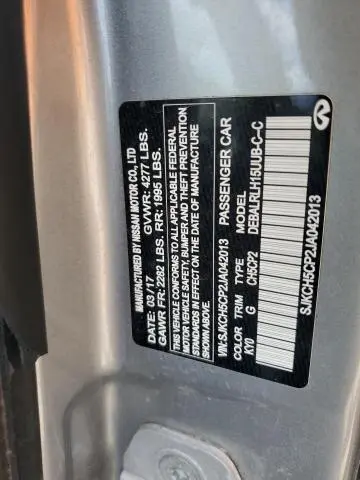 MANUFACTURED BY NISSAN MOTOR CO., LTD
DATE: 03/17 GVWR: 4277 LBS.
GAWR FR: 2282 LBS. RR: 1995 LBS.
THIS VEHICLE CONFORMS TO ALL APPLICABLE FEDERAL
MOTOR VEHICLE SAFETY, BUMPER AND THEFT PREVENTION
STANDARDS IN EFFECT ON THE DATE OF MANUFACTURE
SHOWN ABOVE.
VIN: SJKCH5CP2JA042013 PASSENGER CAR
COLOR TRIM TYPE MODEL
KY0 G CH5CP2 DEBALRLH15UUB-C-C
SJKCH5CP2JA042013